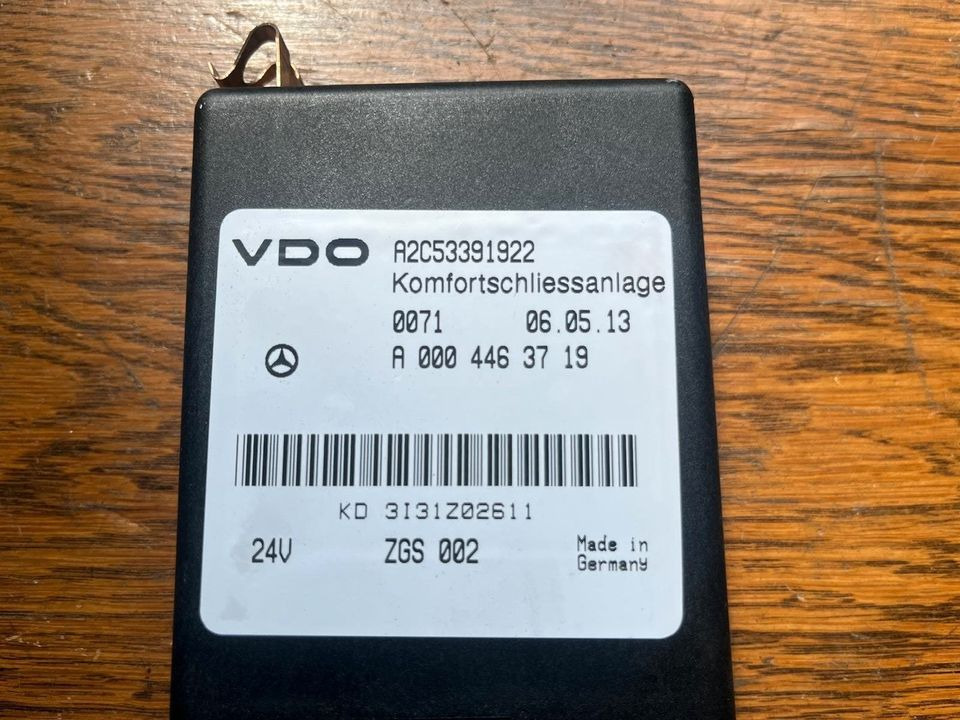 VDO A2C53391922
Komfortschliessanlage
0071 06.05.13
A 000 446 37 19
KD 3I31Z02611
24V ZGS 002 Made in
Germany